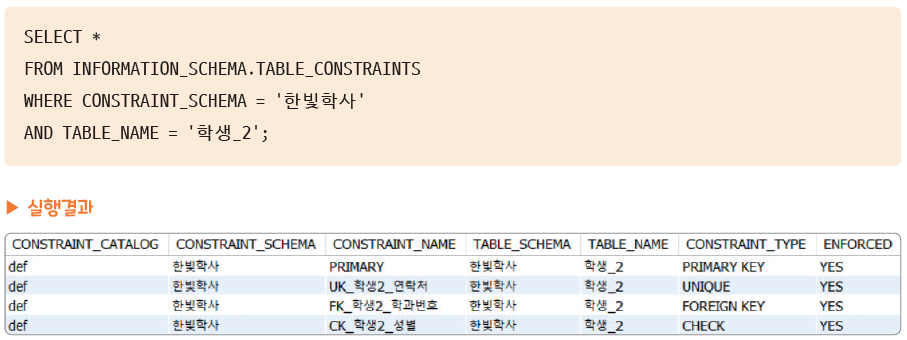 SELECT *
FROM INFORMATION_SCHEMA.TABLE_CONSTRAINTS
WHERE CONSTRAINT_SCHEMA = '한빛학사'
AND TABLE_NAME = '학생_2';
▶ 실행결과
CONSTRAINT_CATALOG CONSTRAINT_SCHEMA CONSTRAINT_NAME TABLE_SCHEMA TABLE_NAME CONSTRAINT_TYPE ENFORCED
def 한빛학사 PRIMARY 한빛학사 학생_2 PRIMARY KEY YES
def 한빛학사 UK_학생2_연락처 한빛학사 학생_2 UNIQUE YES
def 한빛학사 FK_학생2_학과번호 한빛학사 학생_2 FOREIGN KEY YES
def 한빛학사 CK_학생2_성별 한빛학사 학생_2 CHECK YES